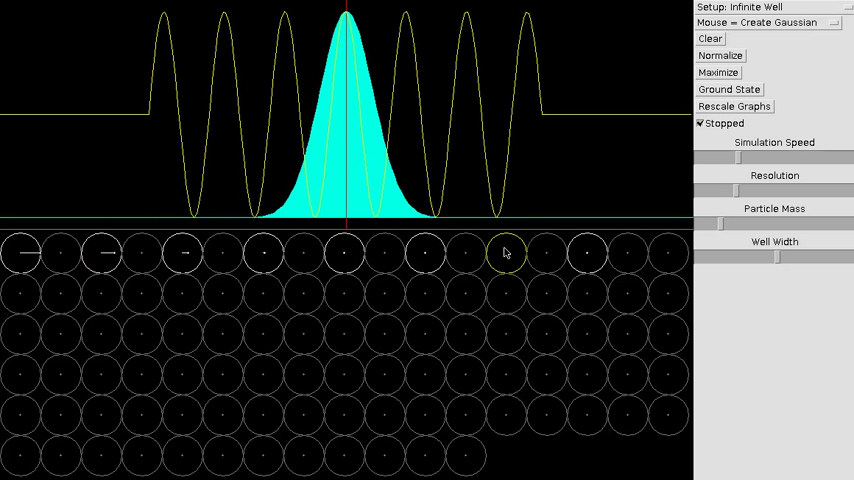 Setup: Infinite Well
Mouse = Create Gaussian
Clear
Normalize
Maximize
Ground State
Rescale Graphs
Stopped
Simulation Speed
Resolution
Particle Mass
Well Width